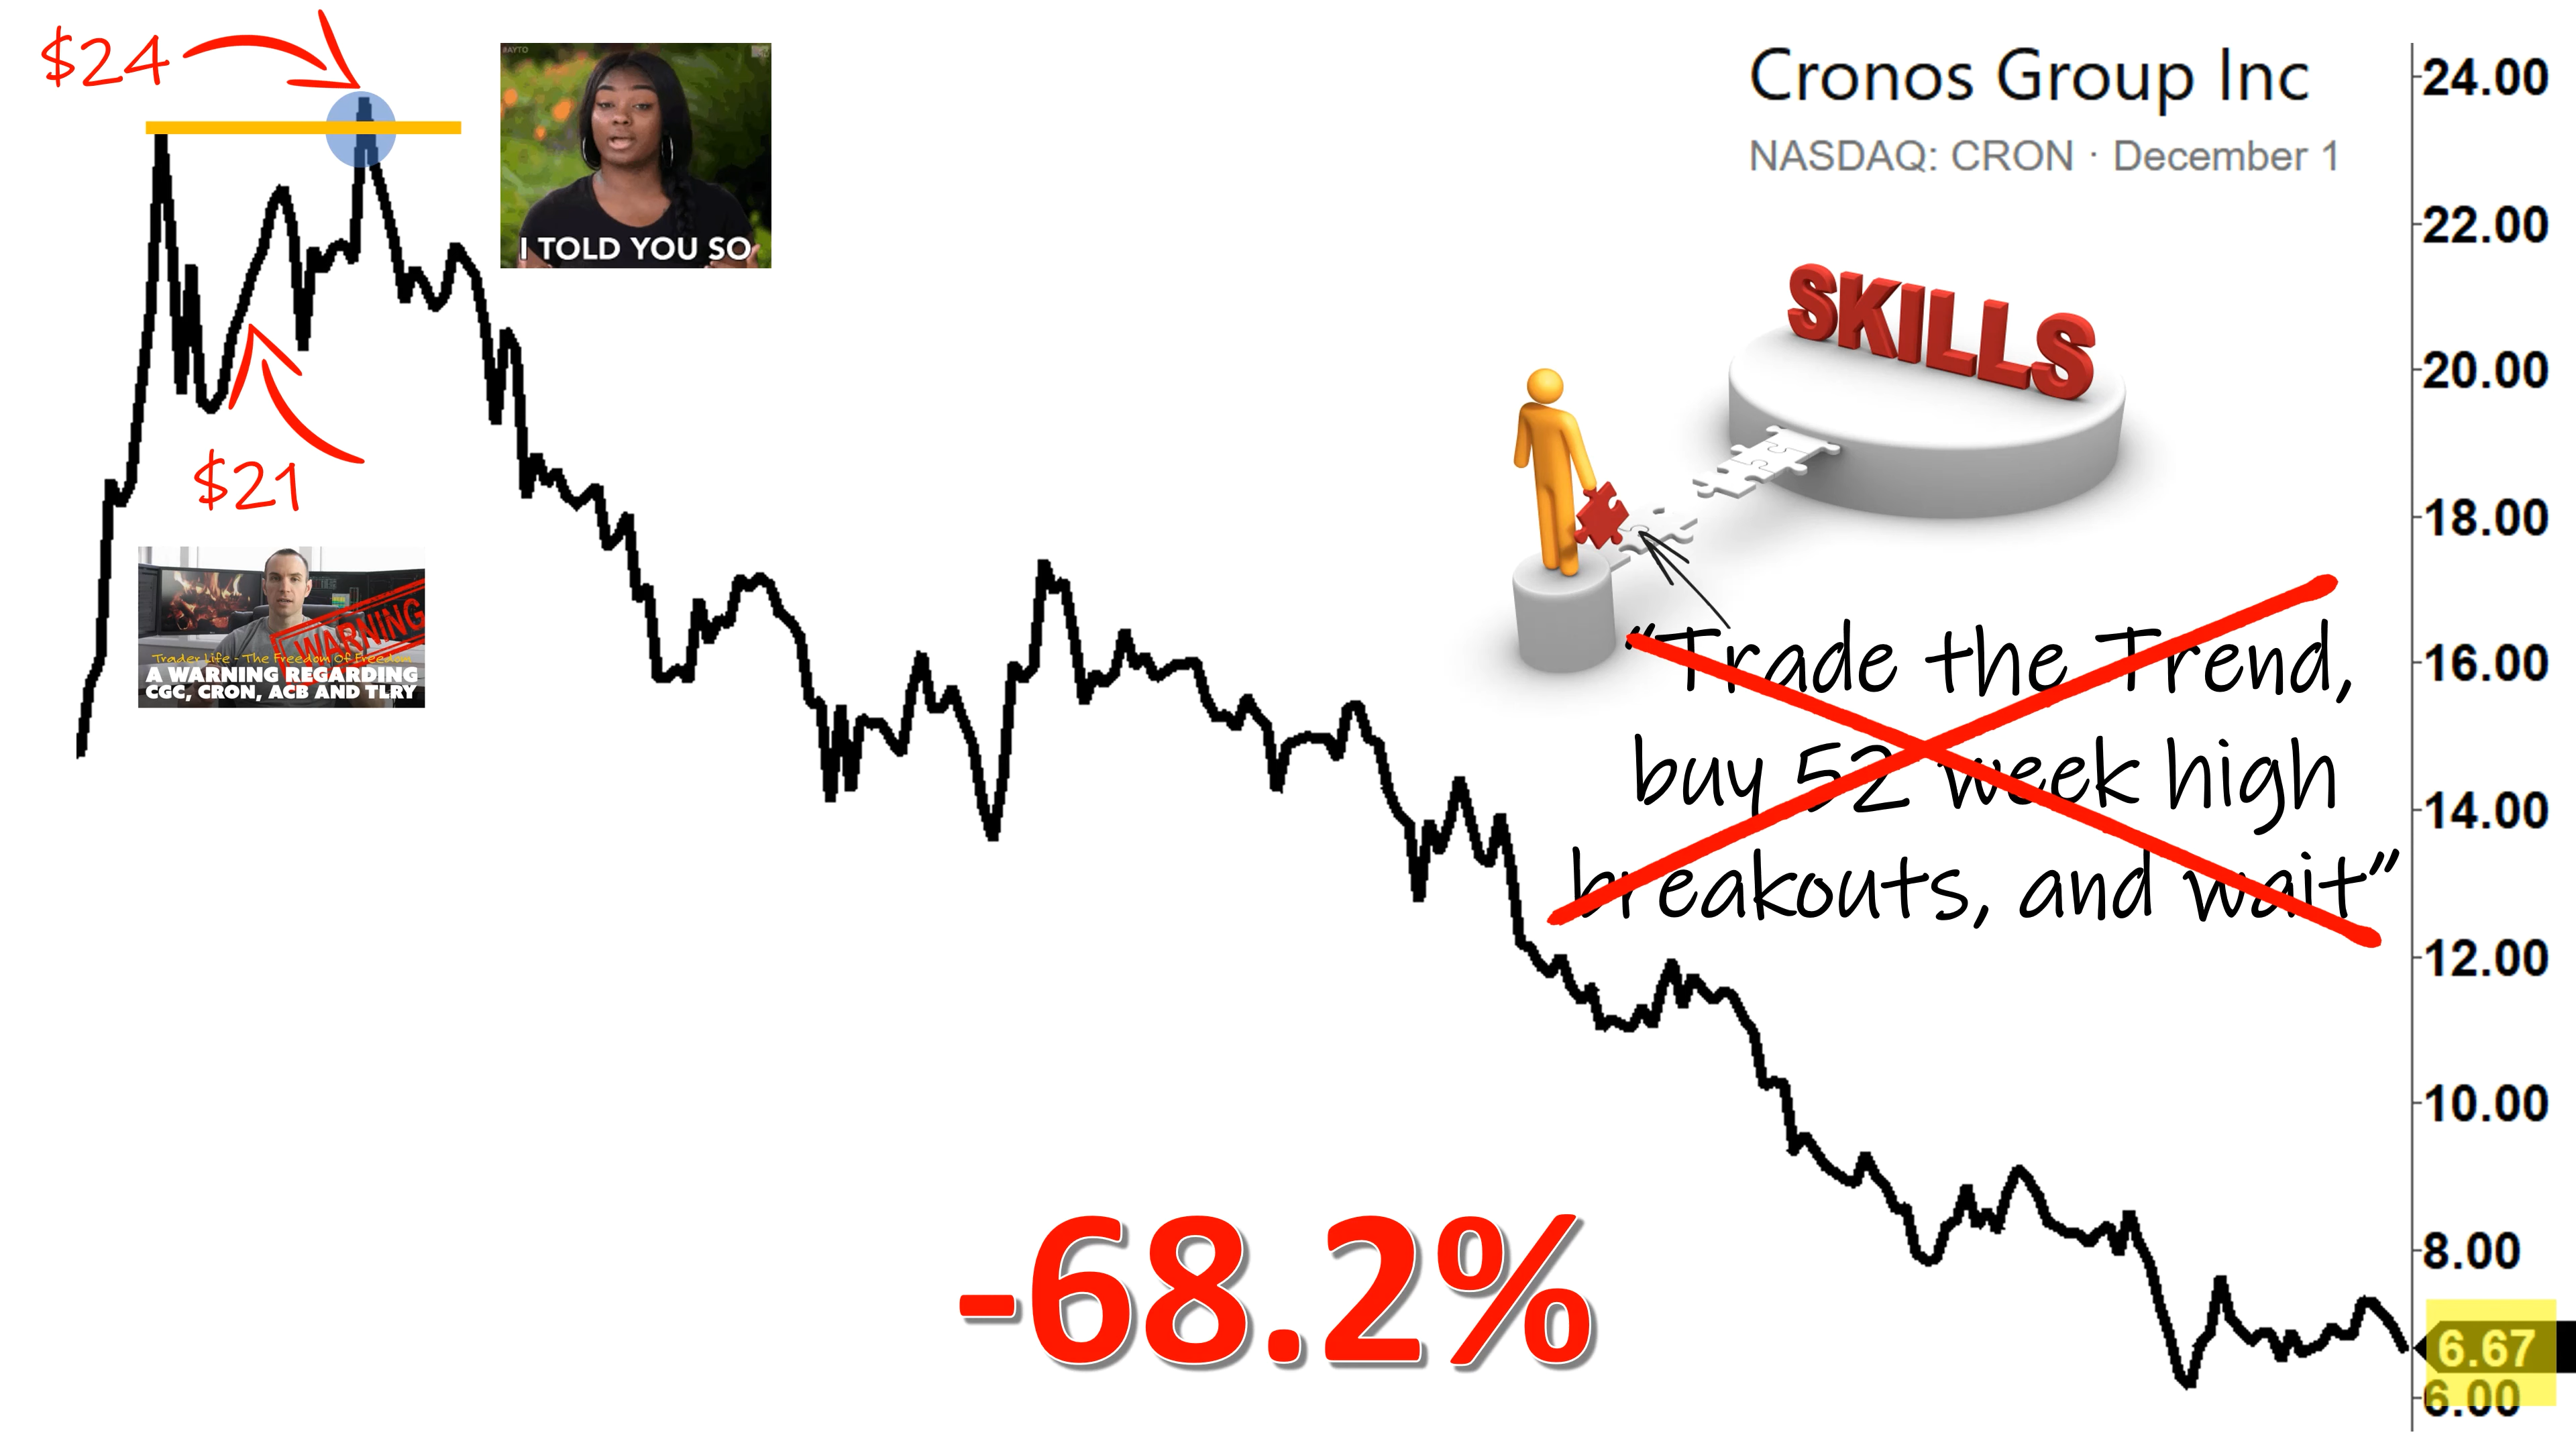 $24
#AYTO
I TOLD YOU SO
$21
WARNING
Trader Life - The Freedom Of Freedom
A WARNING REGARDING
CGC, CRON, ACB AND TLRY
Cronos Group Inc
NASDAQ: CRON · December 1
SKILLS
“Trade the Trend,
buy 52 week high
breakouts, and wait”
-68.2%
24.00
22.00
20.00
18.00
16.00
14.00
12.00
10.00
8.00
6.67
6.00